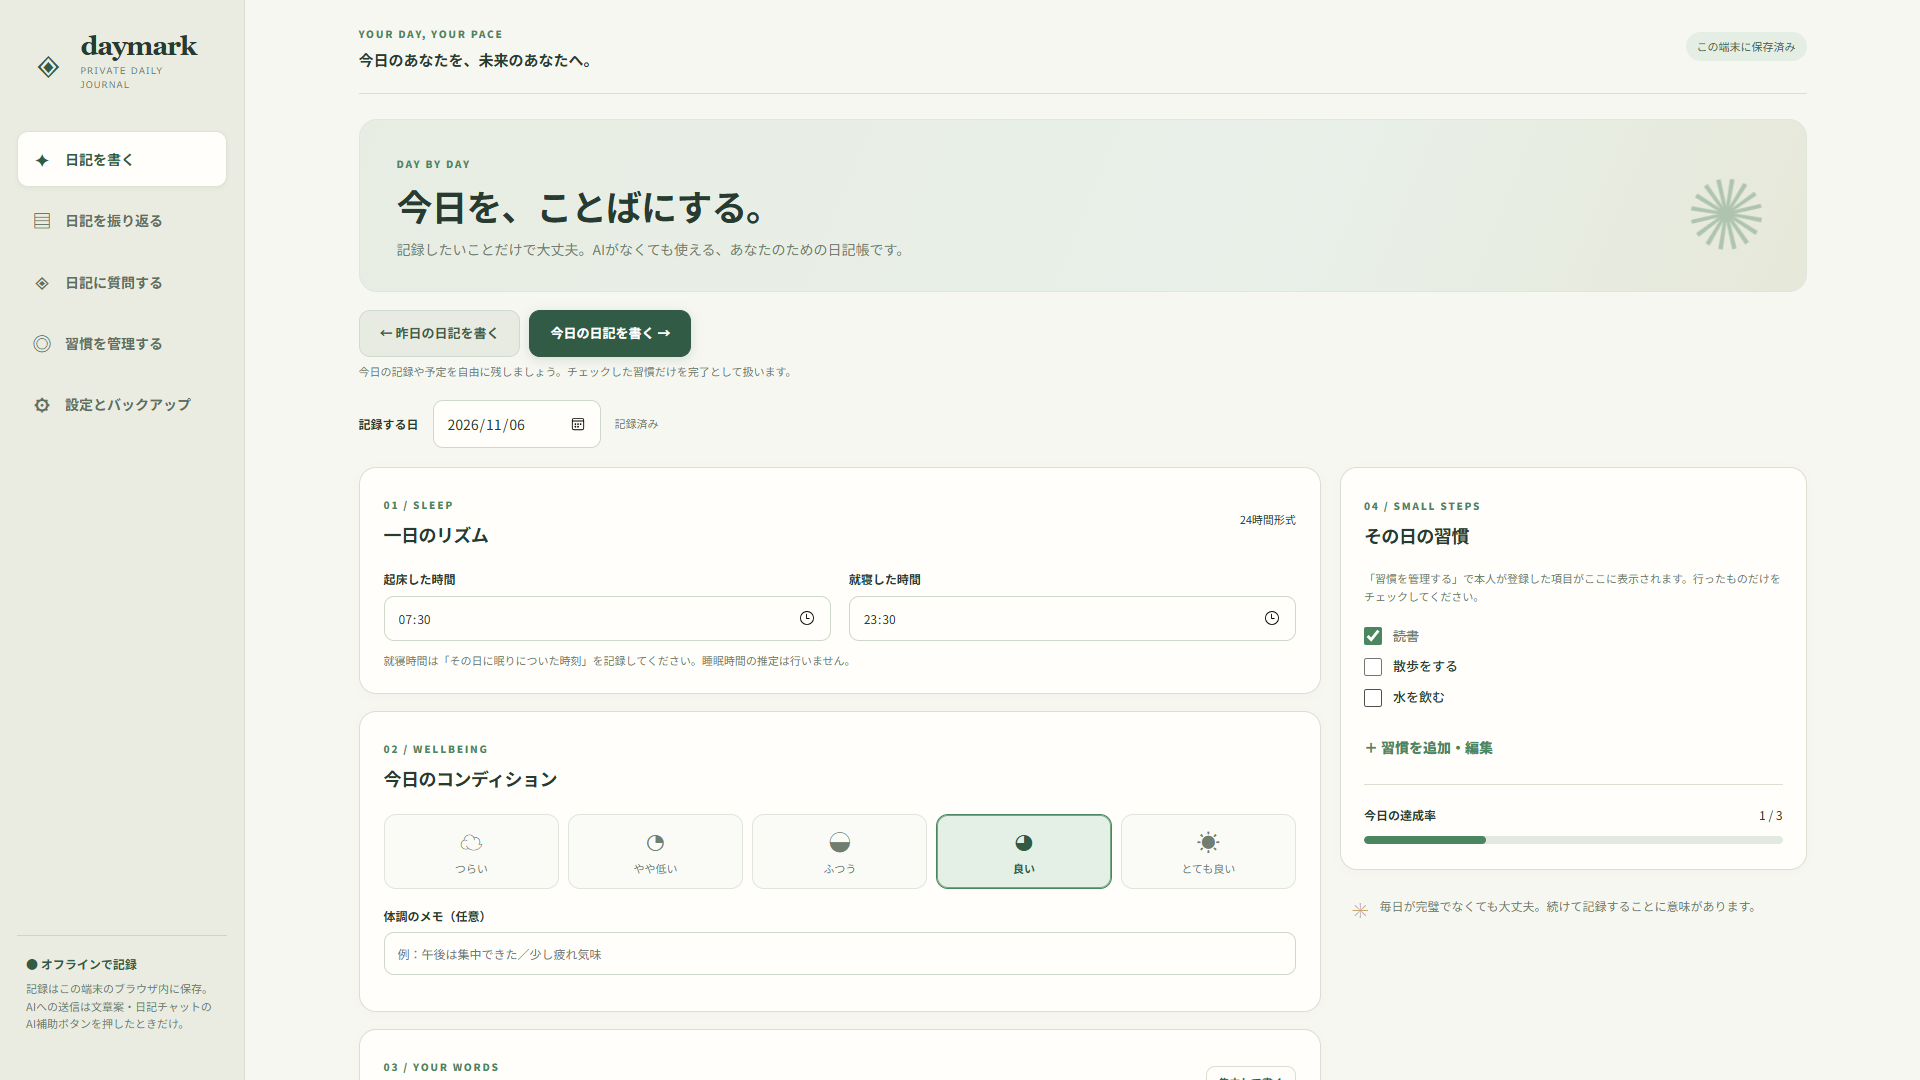 daymark
PRIVATE DAILY
JOURNAL
日記を書く
日記を振り返る
日記に質問する
習慣を管理する
設定とバックアップ
オフラインで記録
記録はこの端末のブラウザ内に保存。
AIへの送信は文章案・日記チャットの
AI補助ボタンを押したときだけ。
YOUR DAY, YOUR PACE
今日のあなたを、未来のあなたへ。
この端末に保存済み
DAY BY DAY
今日を、ことばにする。
記録したいことだけで大丈夫。AIがなくても使える、あなたのための日記帳です。
← 昨日の日記を書く
今日の日記を書く →
今日の記録や予定を自由に残しましょう。チェックした習慣だけを完了として扱います。
記録する日
2026/11/06
記録済み
01 / SLEEP
一日のリズム
24時間形式
起床した時間
就寝した時間
07:30
23:30
就寝時間は「その日に眠りについた時刻」を記録してください。睡眠時間の推定は行いません。
02 / WELLBEING
今日のコンディション
つらい
やや低い
ふつう
良い
とても良い
体調のメモ（任意）
例：午後は集中できた／少し疲れ気味
03 / YOUR WORDS
04 / SMALL STEPS
その日の習慣
「習慣を管理する」で本人が登録した項目がここに表示されます。行ったものだけを
チェックしてください。
読書
散歩をする
水を飲む
＋ 習慣を追加・編集
今日の達成率
1 / 3
毎日が完璧でなくても大丈夫。続けて記録することに意味があります。